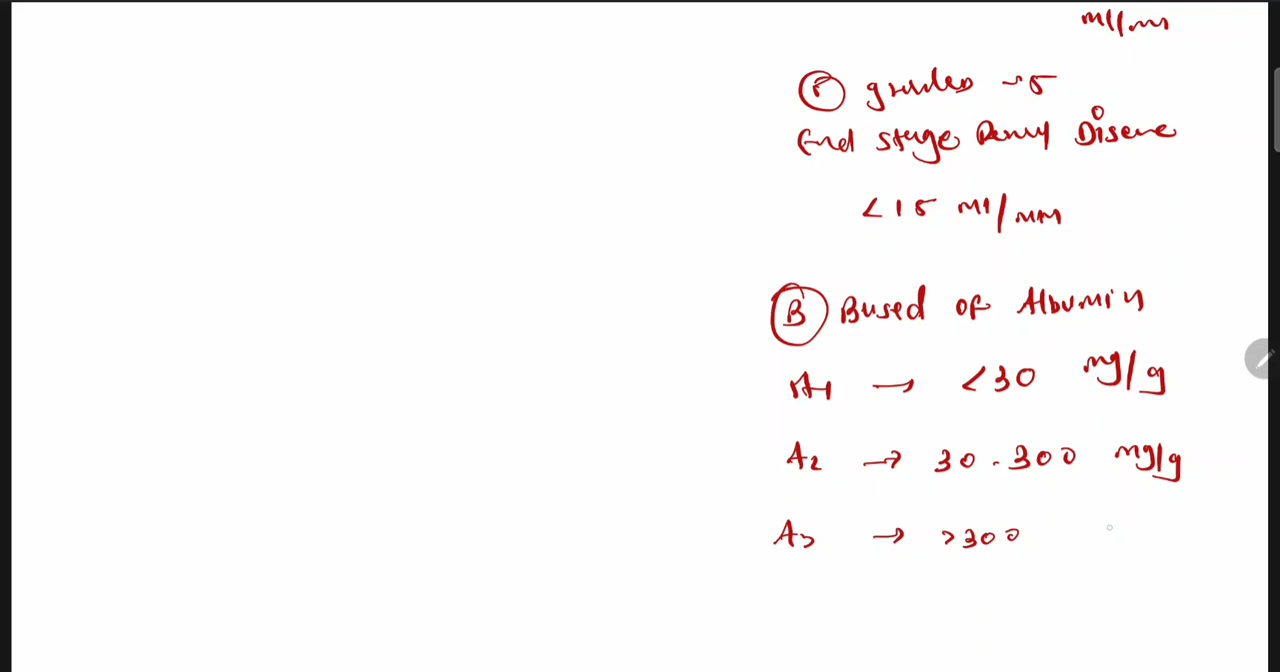 ml/min
(F) grades -5
End stage Renal Disease
<15 Ml/MM
(B) Based of Albumin
A1 → <30 mg/g
A2 → 30-300 mg/g
A3 → >300